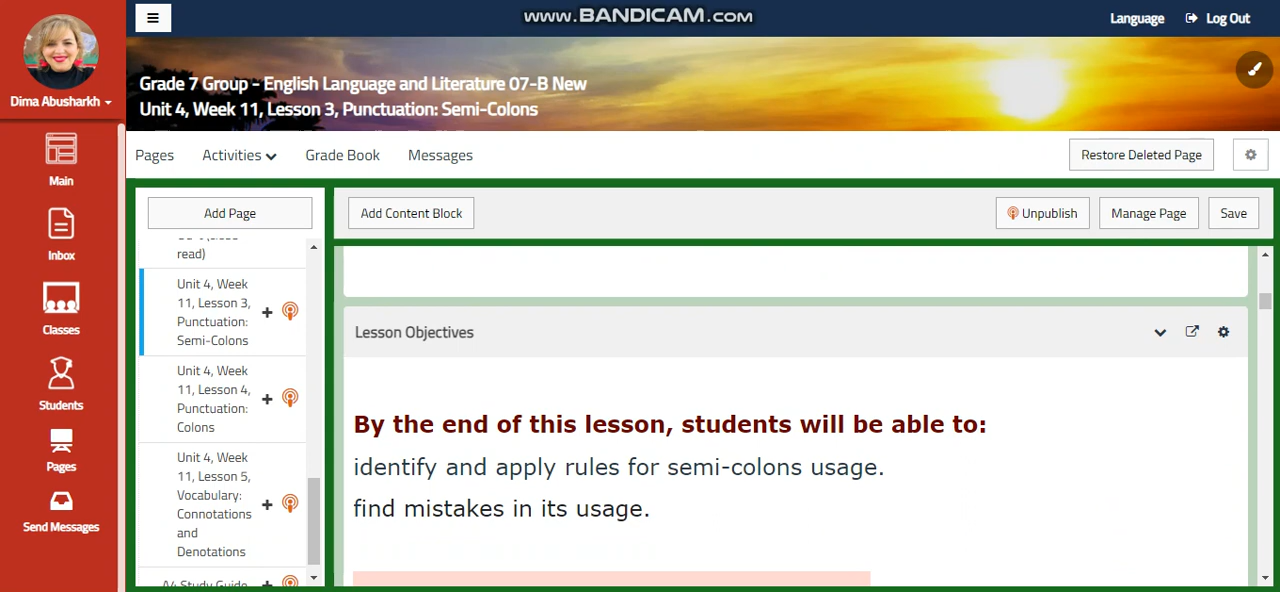 www.BANDICAM.com
Language
Log Out
Dima Abusharkh
Grade 7 Group - English Language and Literature 07-B New
Unit 4, Week 11, Lesson 3, Punctuation: Semi-Colons
Pages
Activities
Grade Book
Messages
Restore Deleted Page
Main
Inbox
Classes
Students
Pages
Send Messages
Add Page
read)
Unit 4, Week
11, Lesson 3,
Punctuation:
Semi-Colons
Unit 4, Week
11, Lesson 4,
Punctuation:
Colons
Unit 4, Week
11, Lesson 5,
Vocabulary:
Connotations
and
Denotations
A4 Study Guide
Add Content Block
Unpublish
Manage Page
Save
Lesson Objectives
By the end of this lesson, students will be able to:
identify and apply rules for semi-colons usage.
find mistakes in its usage.